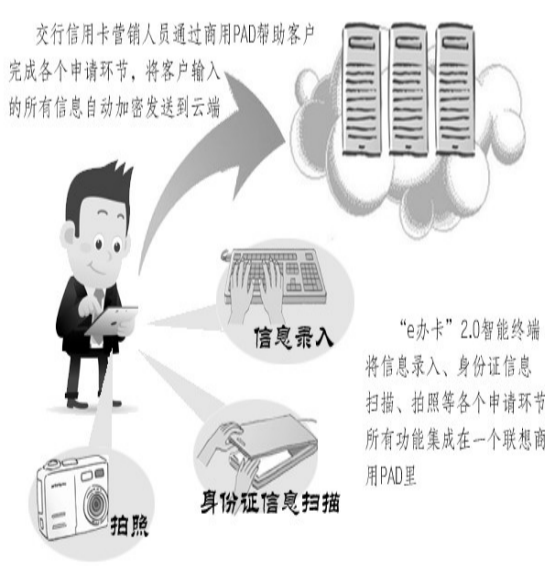 交行信用卡营销人员通过商用PAD帮助客户
完成各个申请环节，将客户输入
的所有信息自动加密发送到云端
信息录入
“e办卡”2.0智能终端
将信息录入、身份证信息
扫描、拍照等各个申请环节
所有功能集成在一个联想商
用PAD里
身份证信息扫描
拍照